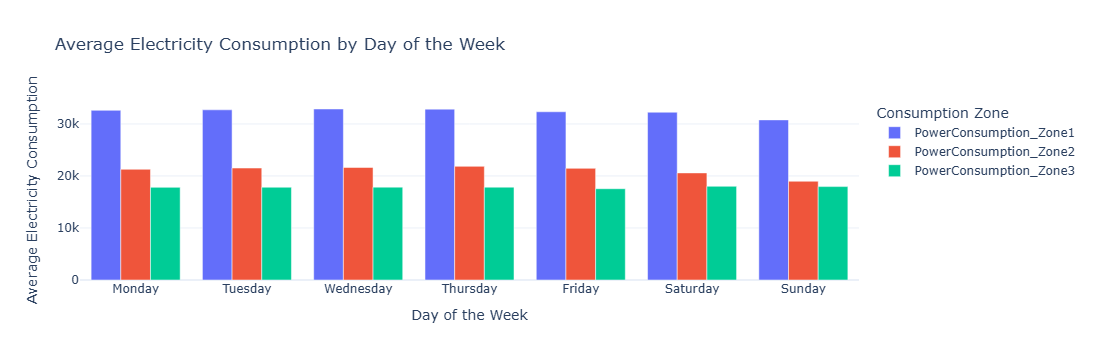 Average Electricity Consumption by Day of the Week
Average Electricity Consumption
30k
20k
10k
0
Monday Tuesday Wednesday Thursday Friday Saturday Sunday
Day of the Week
Consumption Zone
PowerConsumption_Zone1
PowerConsumption_Zone2
PowerConsumption_Zone3